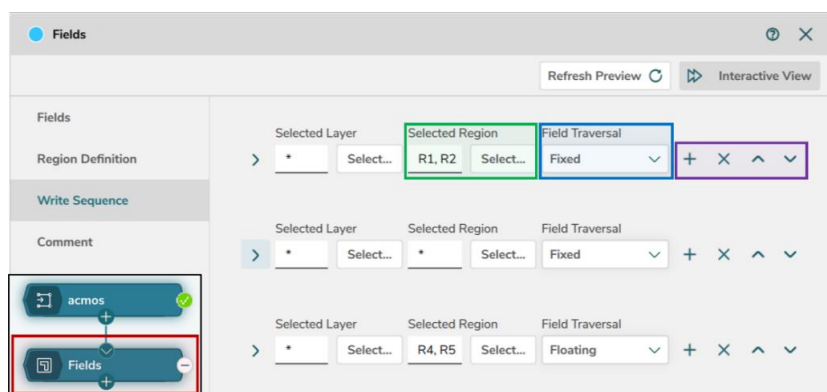 Fields
Refresh Preview
Interactive View
Fields
Region Definition
Write Sequence
Comment
acmos
Fields
Selected Layer Selected Region Field Traversal
* Select... R1, R2 Select... Fixed
Selected Layer Selected Region Field Traversal
* Select... * Select... Fixed
Selected Layer Selected Region Field Traversal
* Select... R4, R5 Select... Floating